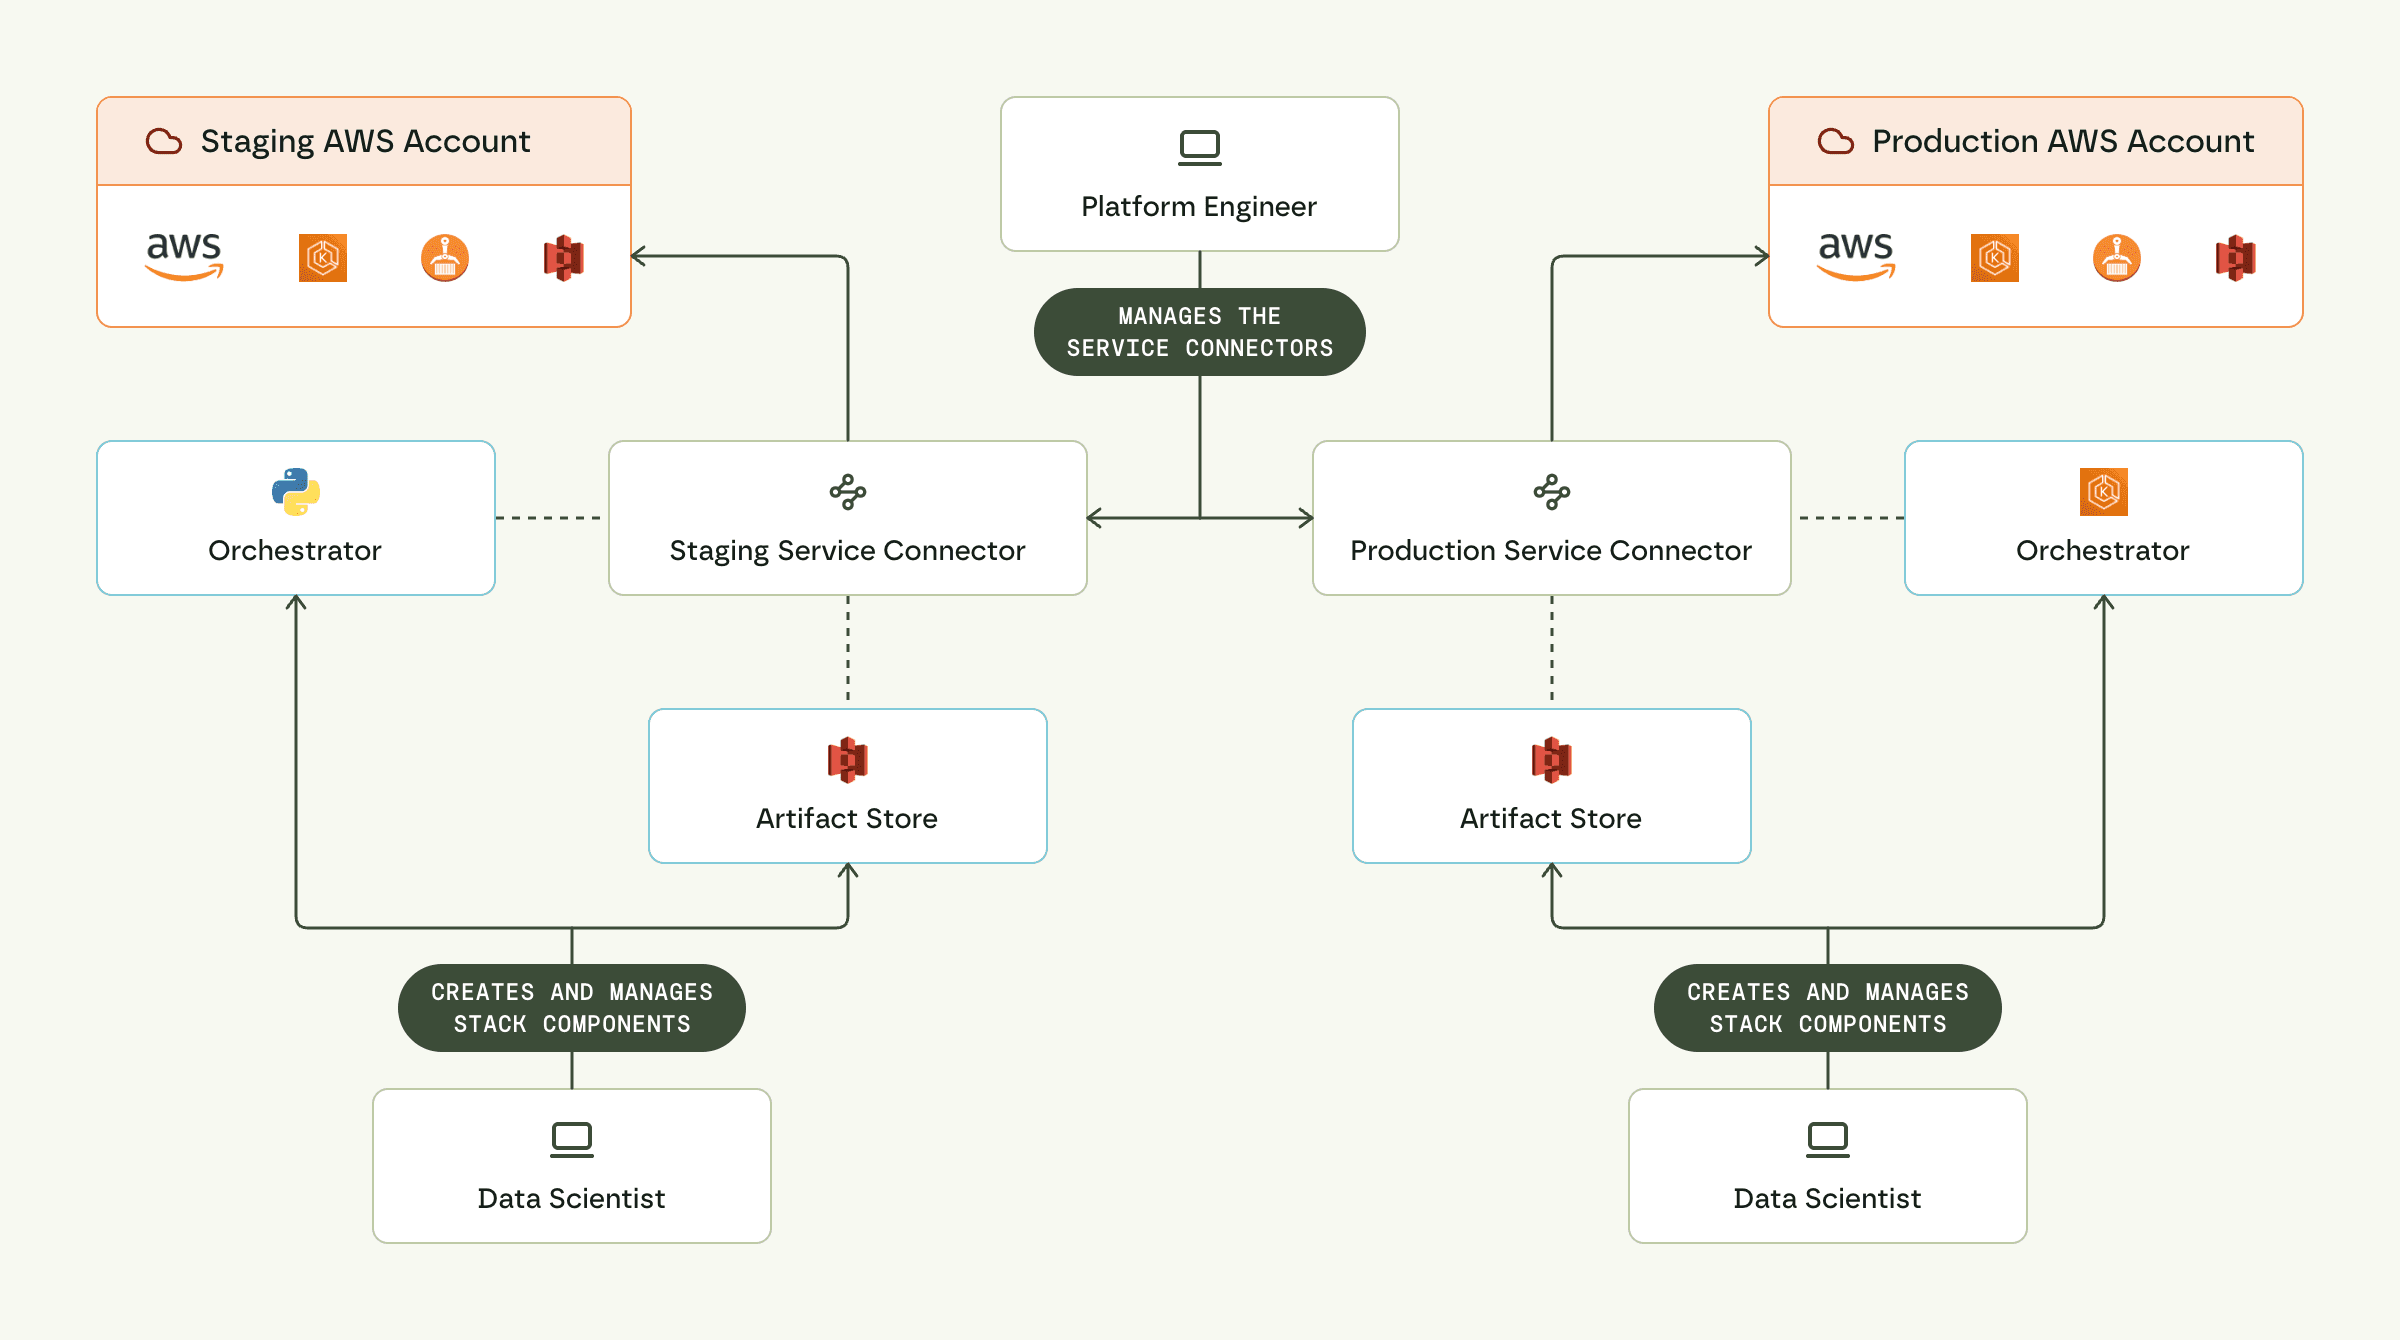 Staging AWS Account
aws
K
Platform Engineer
Production AWS Account
aws
K
MANAGES THE
SERVICE CONNECTORS
Orchestrator
Staging Service Connector
Production Service Connector
K
Orchestrator
Artifact Store
Artifact Store
CREATES AND MANAGES
STACK COMPONENTS
CREATES AND MANAGES
STACK COMPONENTS
Data Scientist
Data Scientist